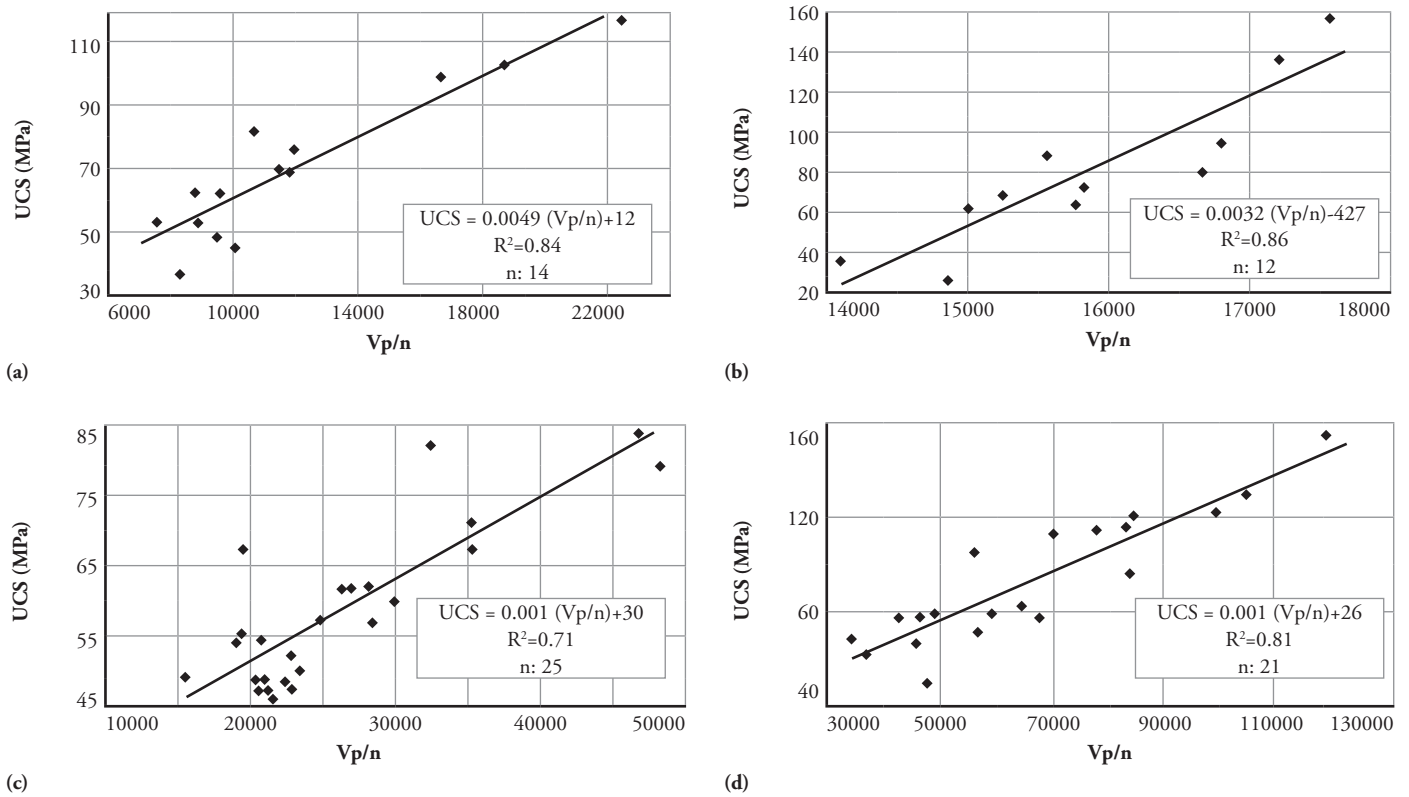 110
90
70
50
30
UCS (MPa)
UCS = 0.0049 (Vp/n)+12
R²=0.84
n: 14
6000 10000 14000 18000 22000
Vp/n
(a)
160
140
120
100
80
60
40
20
UCS (MPa)
UCS = 0.0032 (Vp/n)-427
R²=0.86
n: 12
14000 15000 16000 17000 18000
Vp/n
(b)
85
75
65
55
45
UCS (MPa)
UCS = 0.001 (Vp/n)+30
R²=0.71
n: 25
10000 20000 30000 40000 50000
Vp/n
(c)
160
120
60
40
UCS (MPa)
UCS = 0.001 (Vp/n)+26
R²=0.81
n: 21
30000 50000 70000 90000 110000 130000
Vp/n
(d)